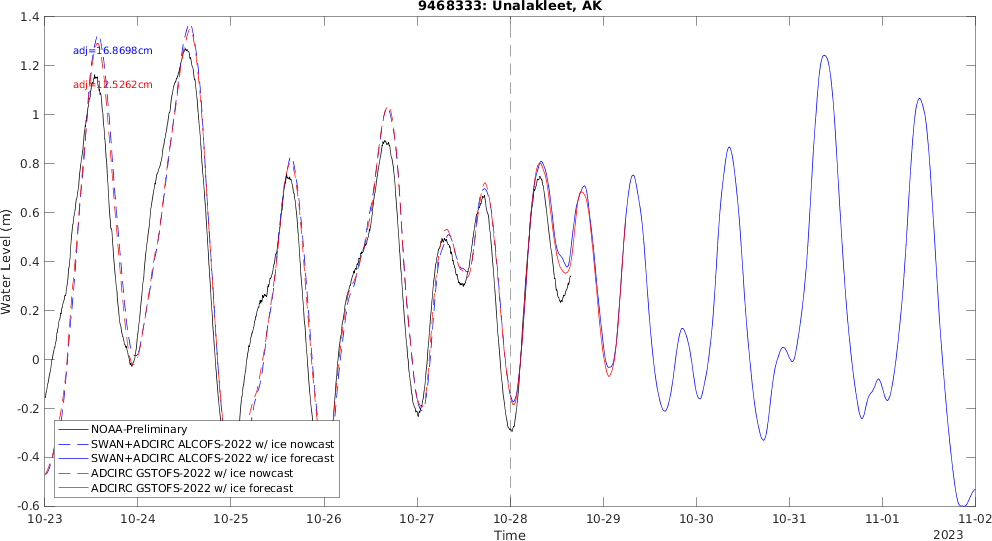 9468333: Unalakleet, AK
1.4
1.2
1
0.8
0.6
0.4
0.2
0
-0.2
-0.4
-0.6
Water Level (m)
adj=16.8698cm
adj=12.5262cm
NOAA-Preliminary
SWAN+ADCIRC ALCOFS-2022 w/ ice nowcast
SWAN+ADCIRC ALCOFS-2022 w/ ice forecast
ADCIRC GSTOFS-2022 w/ ice nowcast
ADCIRC GSTOFS-2022 w/ ice forecast
10-23 10-24 10-25 10-26 10-27 10-28 10-29 10-30 10-31 11-01 11-02
Time
2023